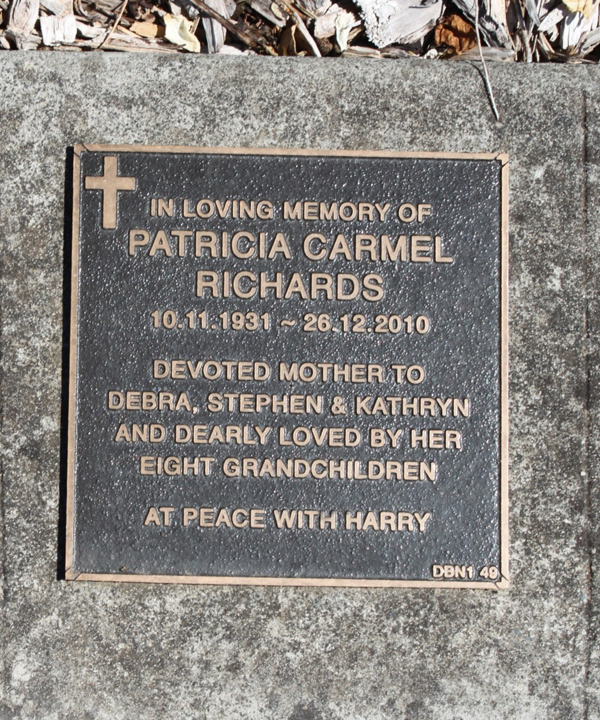 IN LOVING MEMORY OF
PATRICIA CARMEL
RICHARDS
10.11.1931 ~ 26.12.2010
DEVOTED MOTHER TO
DEBRA, STEPHEN & KATHRYN
AND DEARLY LOVED BY HER
EIGHT GRANDCHILDREN
AT PEACE WITH HARRY
DBN1 49